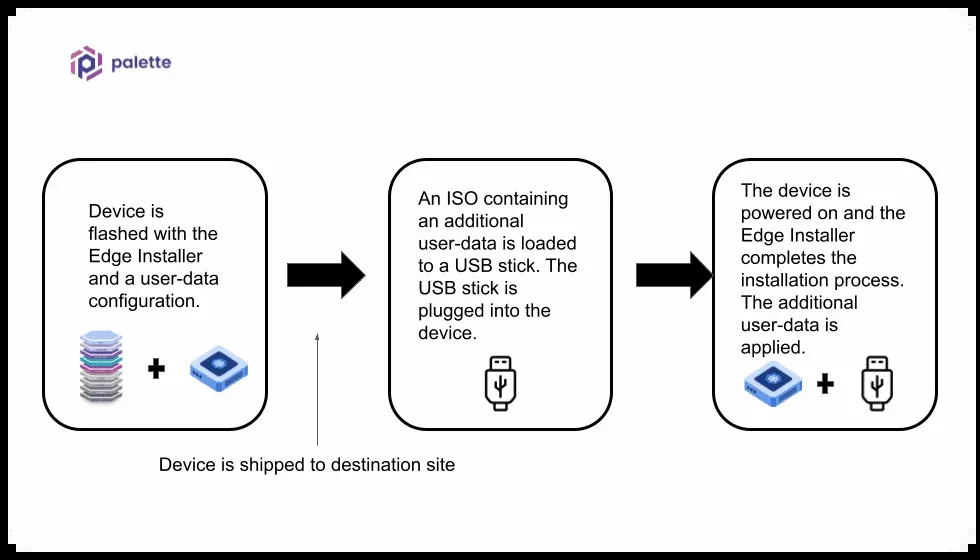 palette
Device is
flashed with the
Edge Installer
and a user-data
configuration.
An ISO containing
an additional
user-data is loaded
to a USB stick. The
USB stick is
plugged into the
device.
The device is
powered on and the
Edge Installer
completes the
installation process.
The additional
user-data is
applied.
Device is shipped to destination site